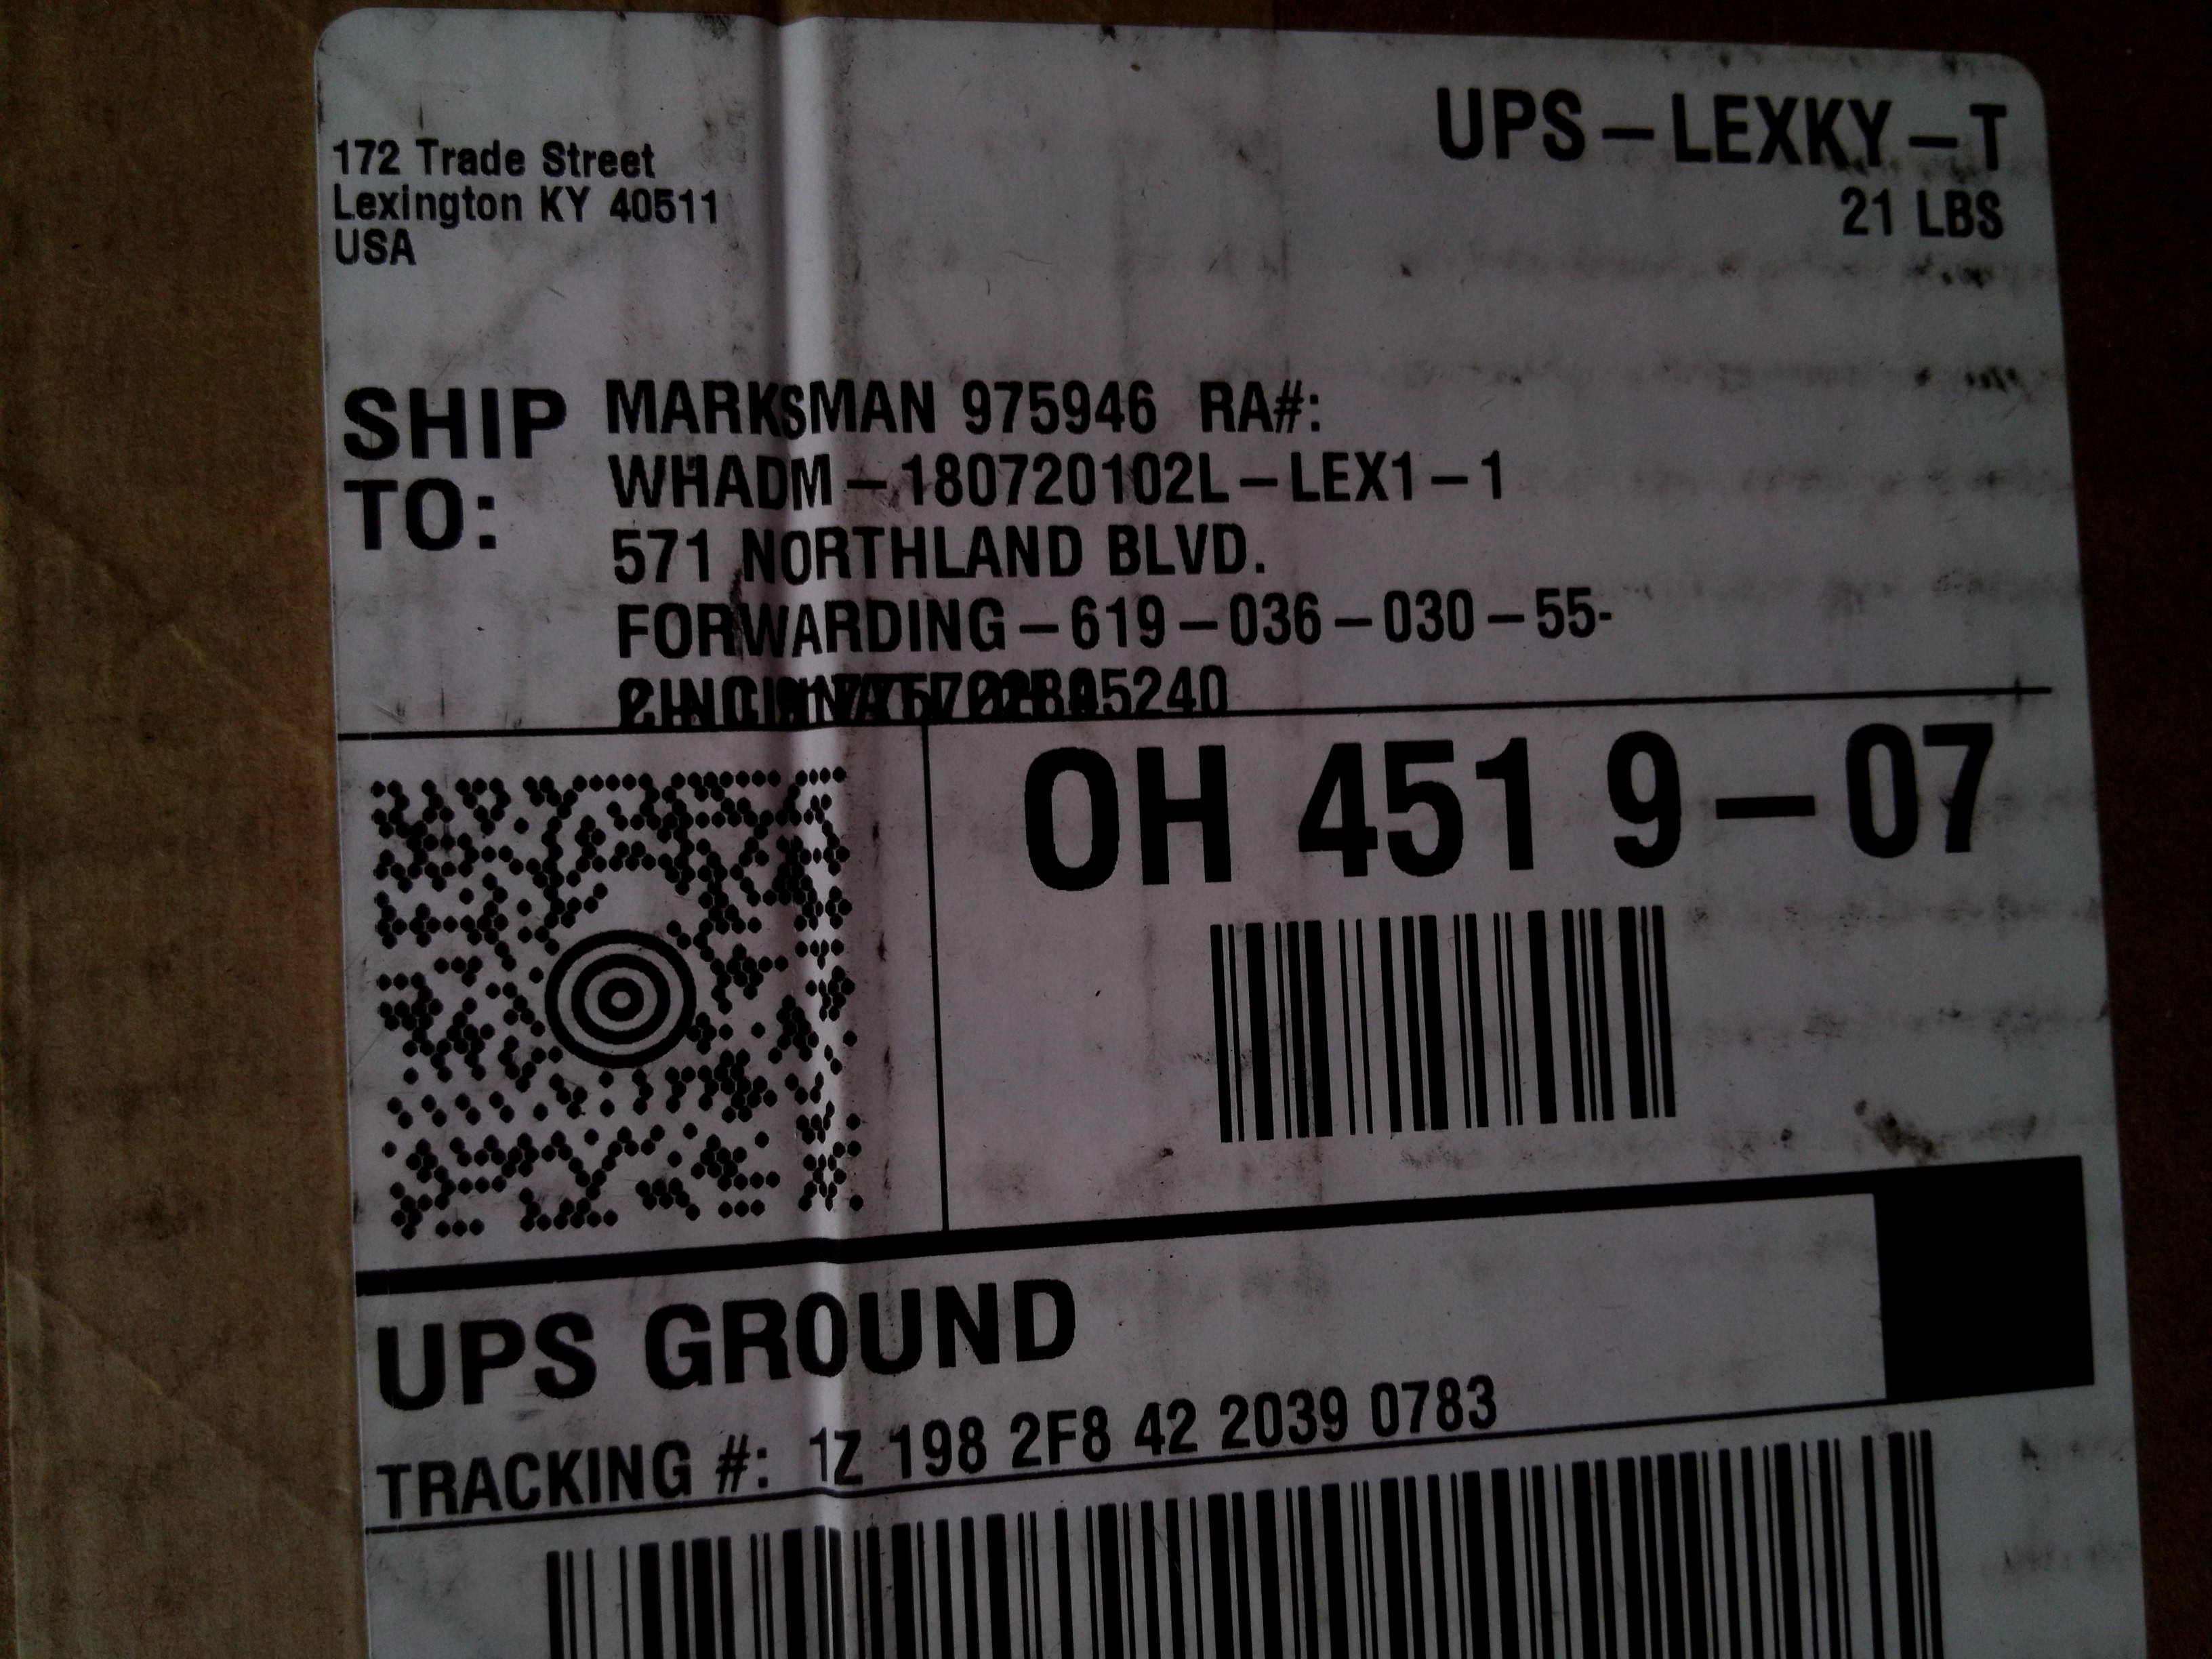 172 Trade Street
Lexington KY 40511
USA
UPS – LEXKY – T
21 LBS
SHIP TO:
MARKSMAN 975946 RA#:
WHADM – 180720102L – LEX1 – 1
571 NORTHLAND BLVD.
FORWARDING – 619 – 036 – 030 – 55-
OH 451 9 – 07
UPS GROUND
TRACKING #: 1Z 198 2F8 42 2039 0783